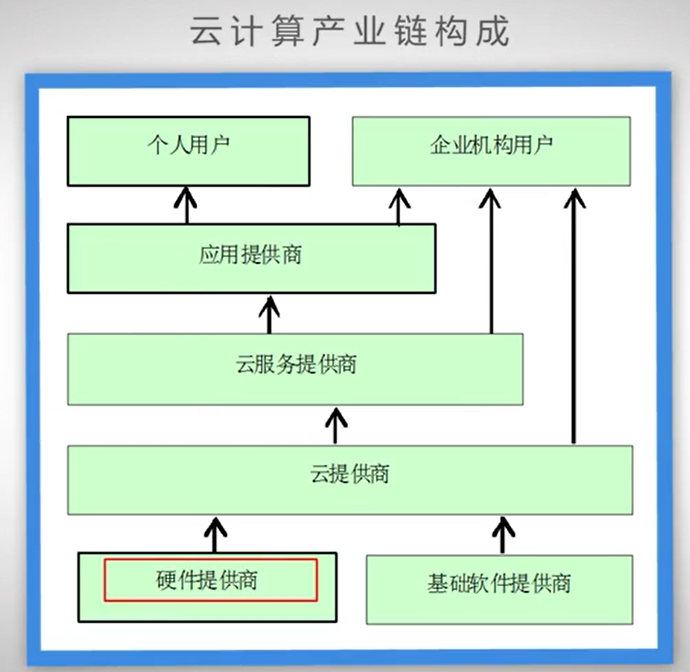 云计算产业链构成
个人用户
企业机构用户
应用提供商
云服务提供商
云提供商
硬件提供商
基础软件提供商